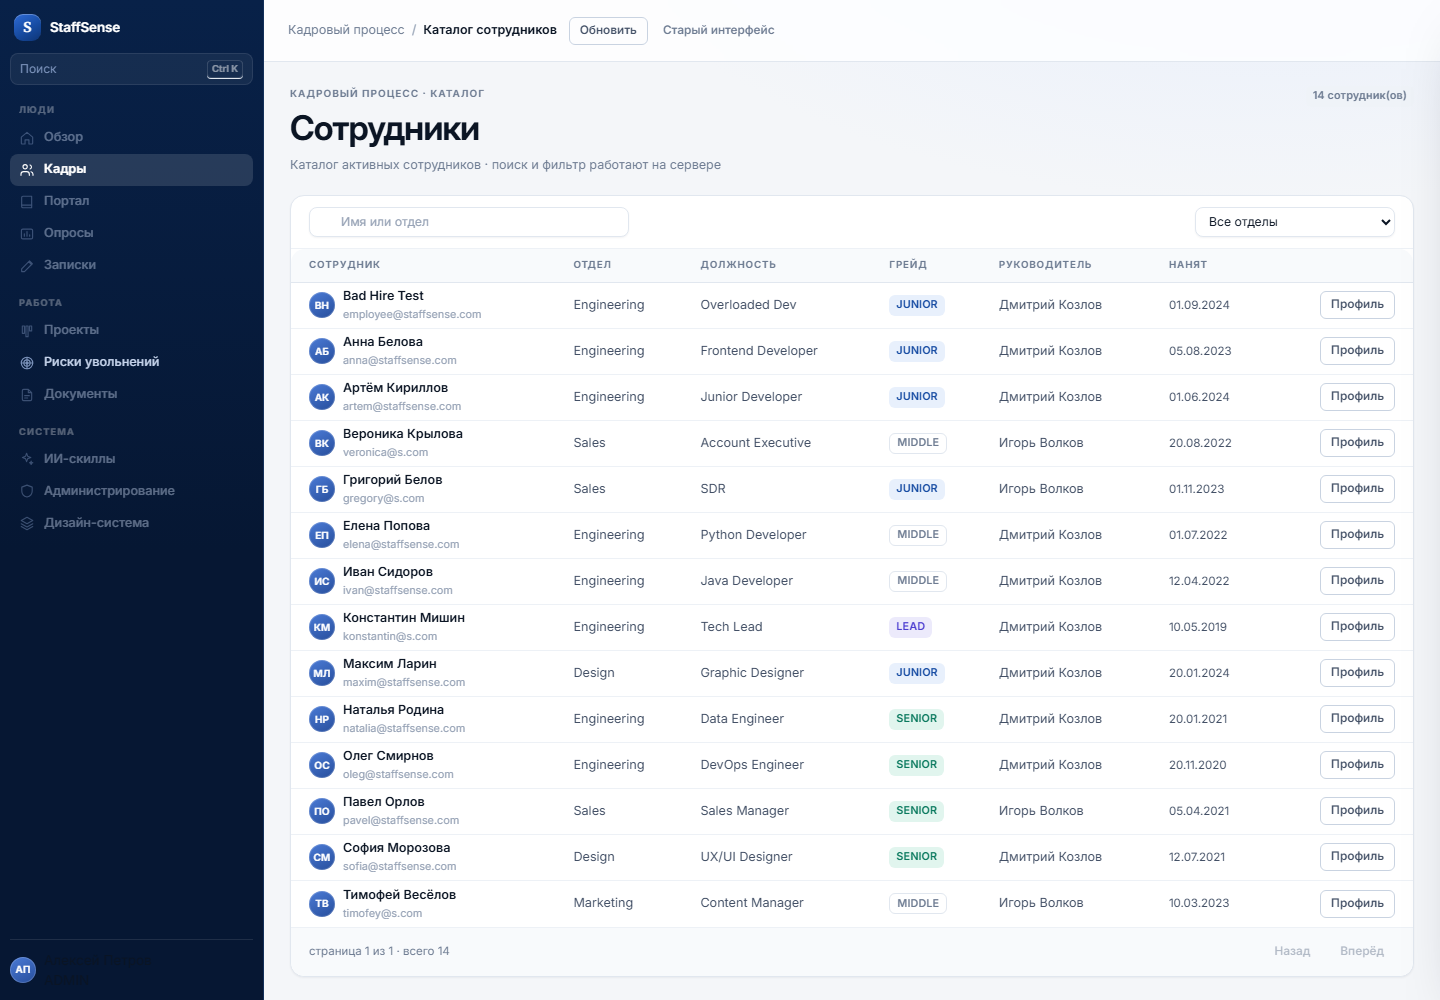 S StaffSense
Поиск Ctrl K
ЛЮДИ
Обзор
Кадры
Портал
Опросы
Записки
РАБОТА
Проекты
Риски увольнений
Документы
СИСТЕМА
ИИ-скиллы
Администрирование
Дизайн-система
АП
Кадровый процесс / Каталог сотрудников Обновить Старый интерфейс
КАДРОВЫЙ ПРОЦЕСС · КАТАЛОГ
14 сотрудник(ов)
Сотрудники
Каталог активных сотрудников · поиск и фильтр работают на сервере
Имя или отдел Все отделы
СОТРУДНИК ОТДЕЛ ДОЛЖНОСТЬ ГРЕЙД РУКОВОДИТЕЛЬ НАНЯТ
BH Bad Hire Test employee@staffsense.com Engineering Overloaded Dev JUNIOR Дмитрий Козлов 01.09.2024 Профиль
АБ Анна Белова anna@staffsense.com Engineering Frontend Developer JUNIOR Дмитрий Козлов 05.08.2023 Профиль
АК Артём Кириллов artem@staffsense.com Engineering Junior Developer JUNIOR Дмитрий Козлов 01.06.2024 Профиль
ВК Вероника Крылова veronica@s.com Sales Account Executive MIDDLE Игорь Волков 20.08.2022 Профиль
ГБ Григорий Белов gregory@s.com Sales SDR JUNIOR Игорь Волков 01.11.2023 Профиль
ЕП Елена Попова elena@staffsense.com Engineering Python Developer MIDDLE Дмитрий Козлов 01.07.2022 Профиль
ИС Иван Сидоров ivan@staffsense.com Engineering Java Developer MIDDLE Дмитрий Козлов 12.04.2022 Профиль
КМ Константин Мишин konstantin@s.com Engineering Tech Lead LEAD Дмитрий Козлов 10.05.2019 Профиль
МЛ Максим Ларин maxim@staffsense.com Design Graphic Designer JUNIOR Дмитрий Козлов 20.01.2024 Профиль
НР Наталья Родина natalia@staffsense.com Engineering Data Engineer SENIOR Дмитрий Козлов 20.01.2021 Профиль
ОС Олег Смирнов oleg@staffsense.com Engineering DevOps Engineer SENIOR Дмитрий Козлов 20.11.2020 Профиль
ПО Павел Орлов pavel@staffsense.com Sales Sales Manager SENIOR Игорь Волков 05.04.2021 Профиль
СМ София Морозова sofia@staffsense.com Design UX/UI Designer SENIOR Дмитрий Козлов 12.07.2021 Профиль
ТВ Тимофей Весёлов timofey@s.com Marketing Content Manager MIDDLE Игорь Волков 10.03.2023 Профиль
страница 1 из 1 · всего 14 Назад Вперёд